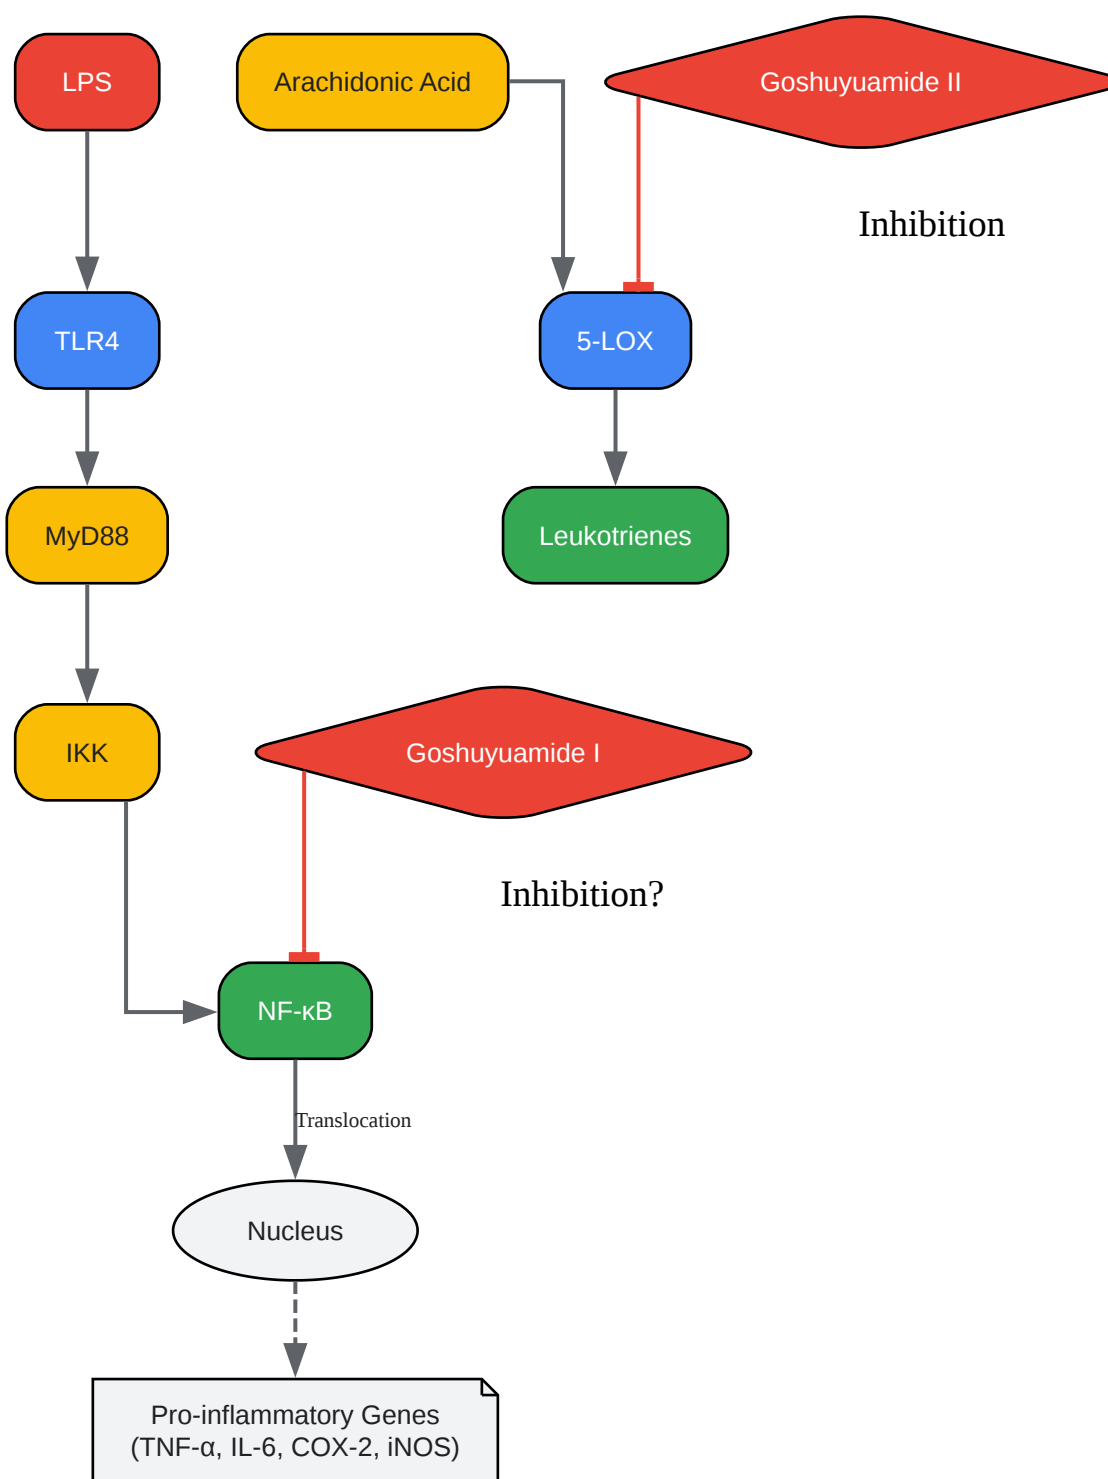 LPS
Arachidonic Acid
Goshuyuamide II
Inhibition
TLR4
5-LOX
MyD88
Leukotrienes
IKK
Goshuyuamide I
Inhibition?
NF-κB
Translocation
Nucleus
Pro-inflammatory Genes
(TNF-α, IL-6, COX-2, iNOS)